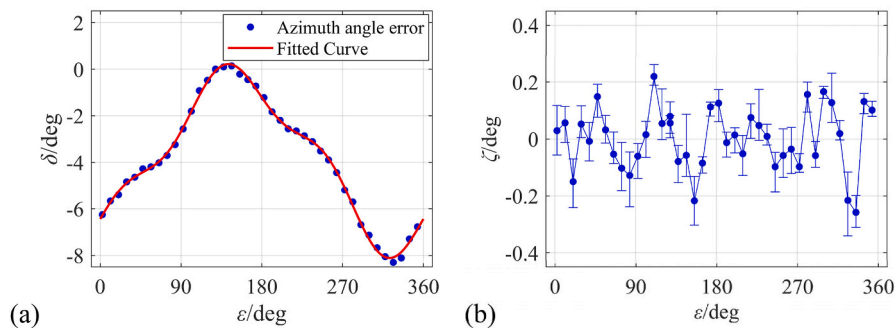 Azimuth angle error
Fitted Curve
0
-2
-4
-6
-8
δ/deg
0 90 180 270 360
ε/deg
(a)
0.4
0.2
0
-0.2
-0.4
ζ/deg
0 90 180 270 360
ε/deg
(b)